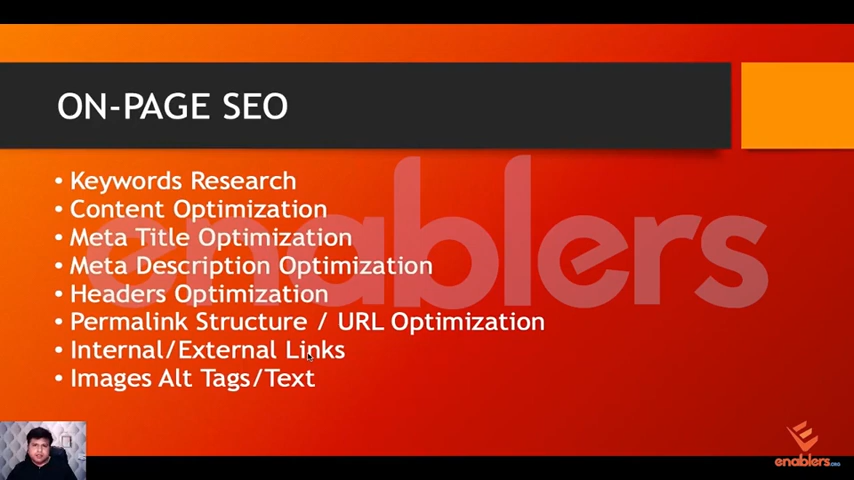 ON-PAGE SEO
• Keywords Research
• Content Optimization
• Meta Title Optimization
• Meta Description Optimization
• Headers Optimization
• Permalink Structure / URL Optimization
• Internal/External Links
• Images Alt Tags/Text
enablers
enablers.ORG